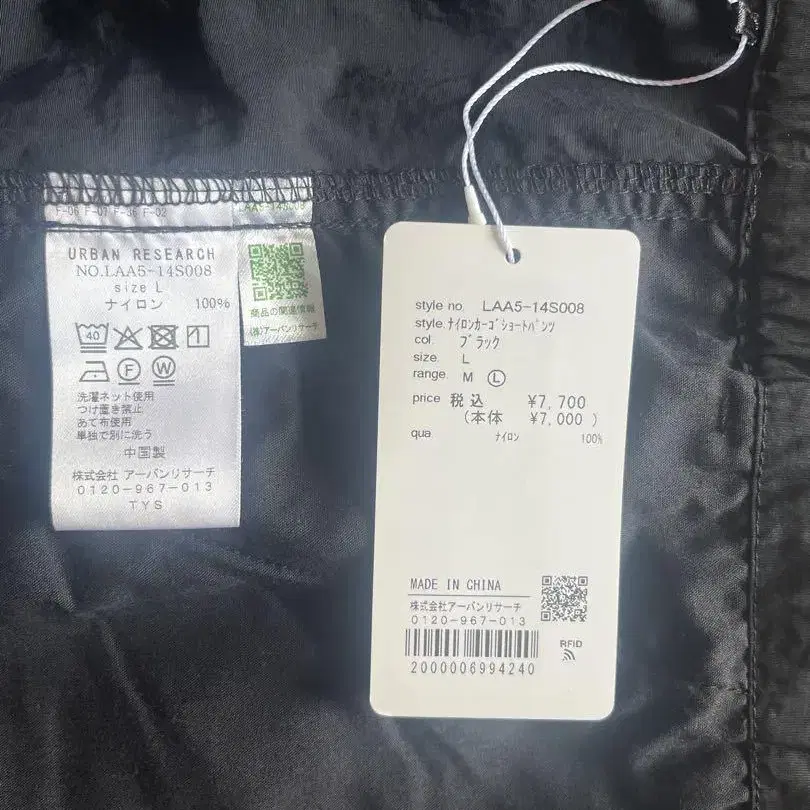 F-06 F-01 F-36 F-02
URBAN RESEARCH
NO.LAA5-14S008
size L
ナイロン 100%
40
F
W
洗濯ネット使用
つけ置き禁止
あて布使用
単独で別に洗う
中国製
株式会社 アーバンリサーチ
0120-967-013
TYS
商品の関連情報
(株)アーバンリサーチ
style no. LAA5-14S008
style. ﾅｲﾛﾝｶｰｺﾞｼｮｰﾄﾊﾟﾝﾂ
col. ﾌﾞﾗｯｸ
size. L
range. M Ⓛ
price 税込 ¥7,700
(本体 ¥7,000 )
qua ﾅｲﾛﾝ 100%
MADE IN CHINA
株式会社アーバンリサーチ
0120-967-013
RFID
2000006994240